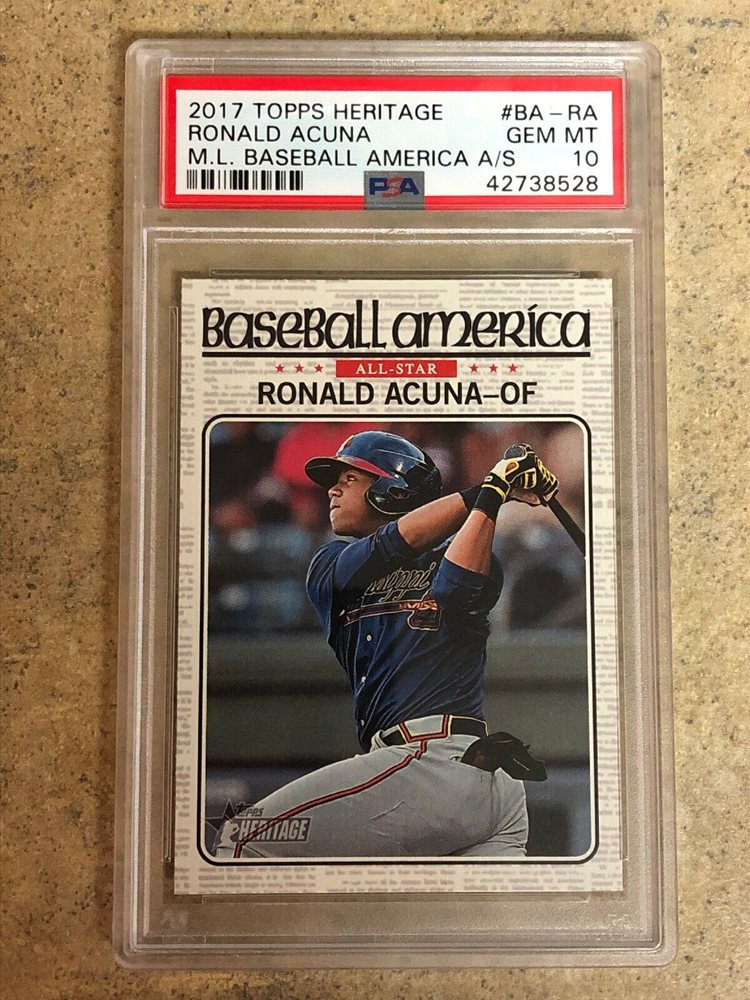 2017 TOPPS HERITAGE #BA-RA
RONALD ACUNA GEM MT
M.L. BASEBALL AMERICA A/S 10
PSA 42738528
Baseball america
ALL-STAR
RONALD ACUNA-OF
Topps
HERITAGE